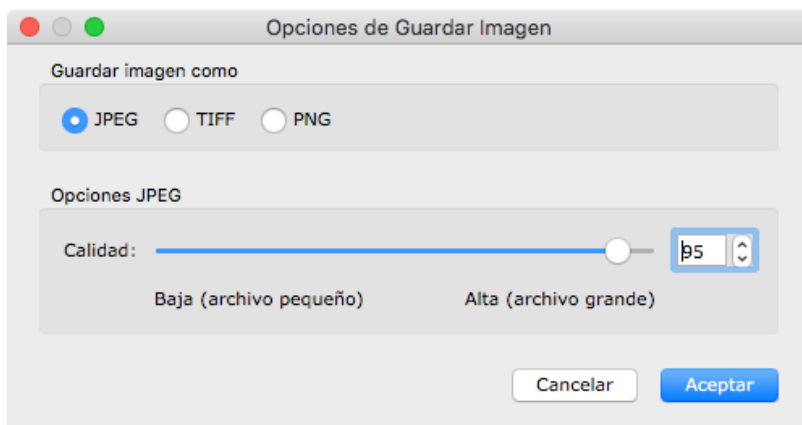 Opciones de Guardar Imagen
Guardar imagen como
JPEG TIFF PNG
Opciones JPEG
Calidad: 95
Baja (archivo pequeño) Alta (archivo grande)
Cancelar Aceptar